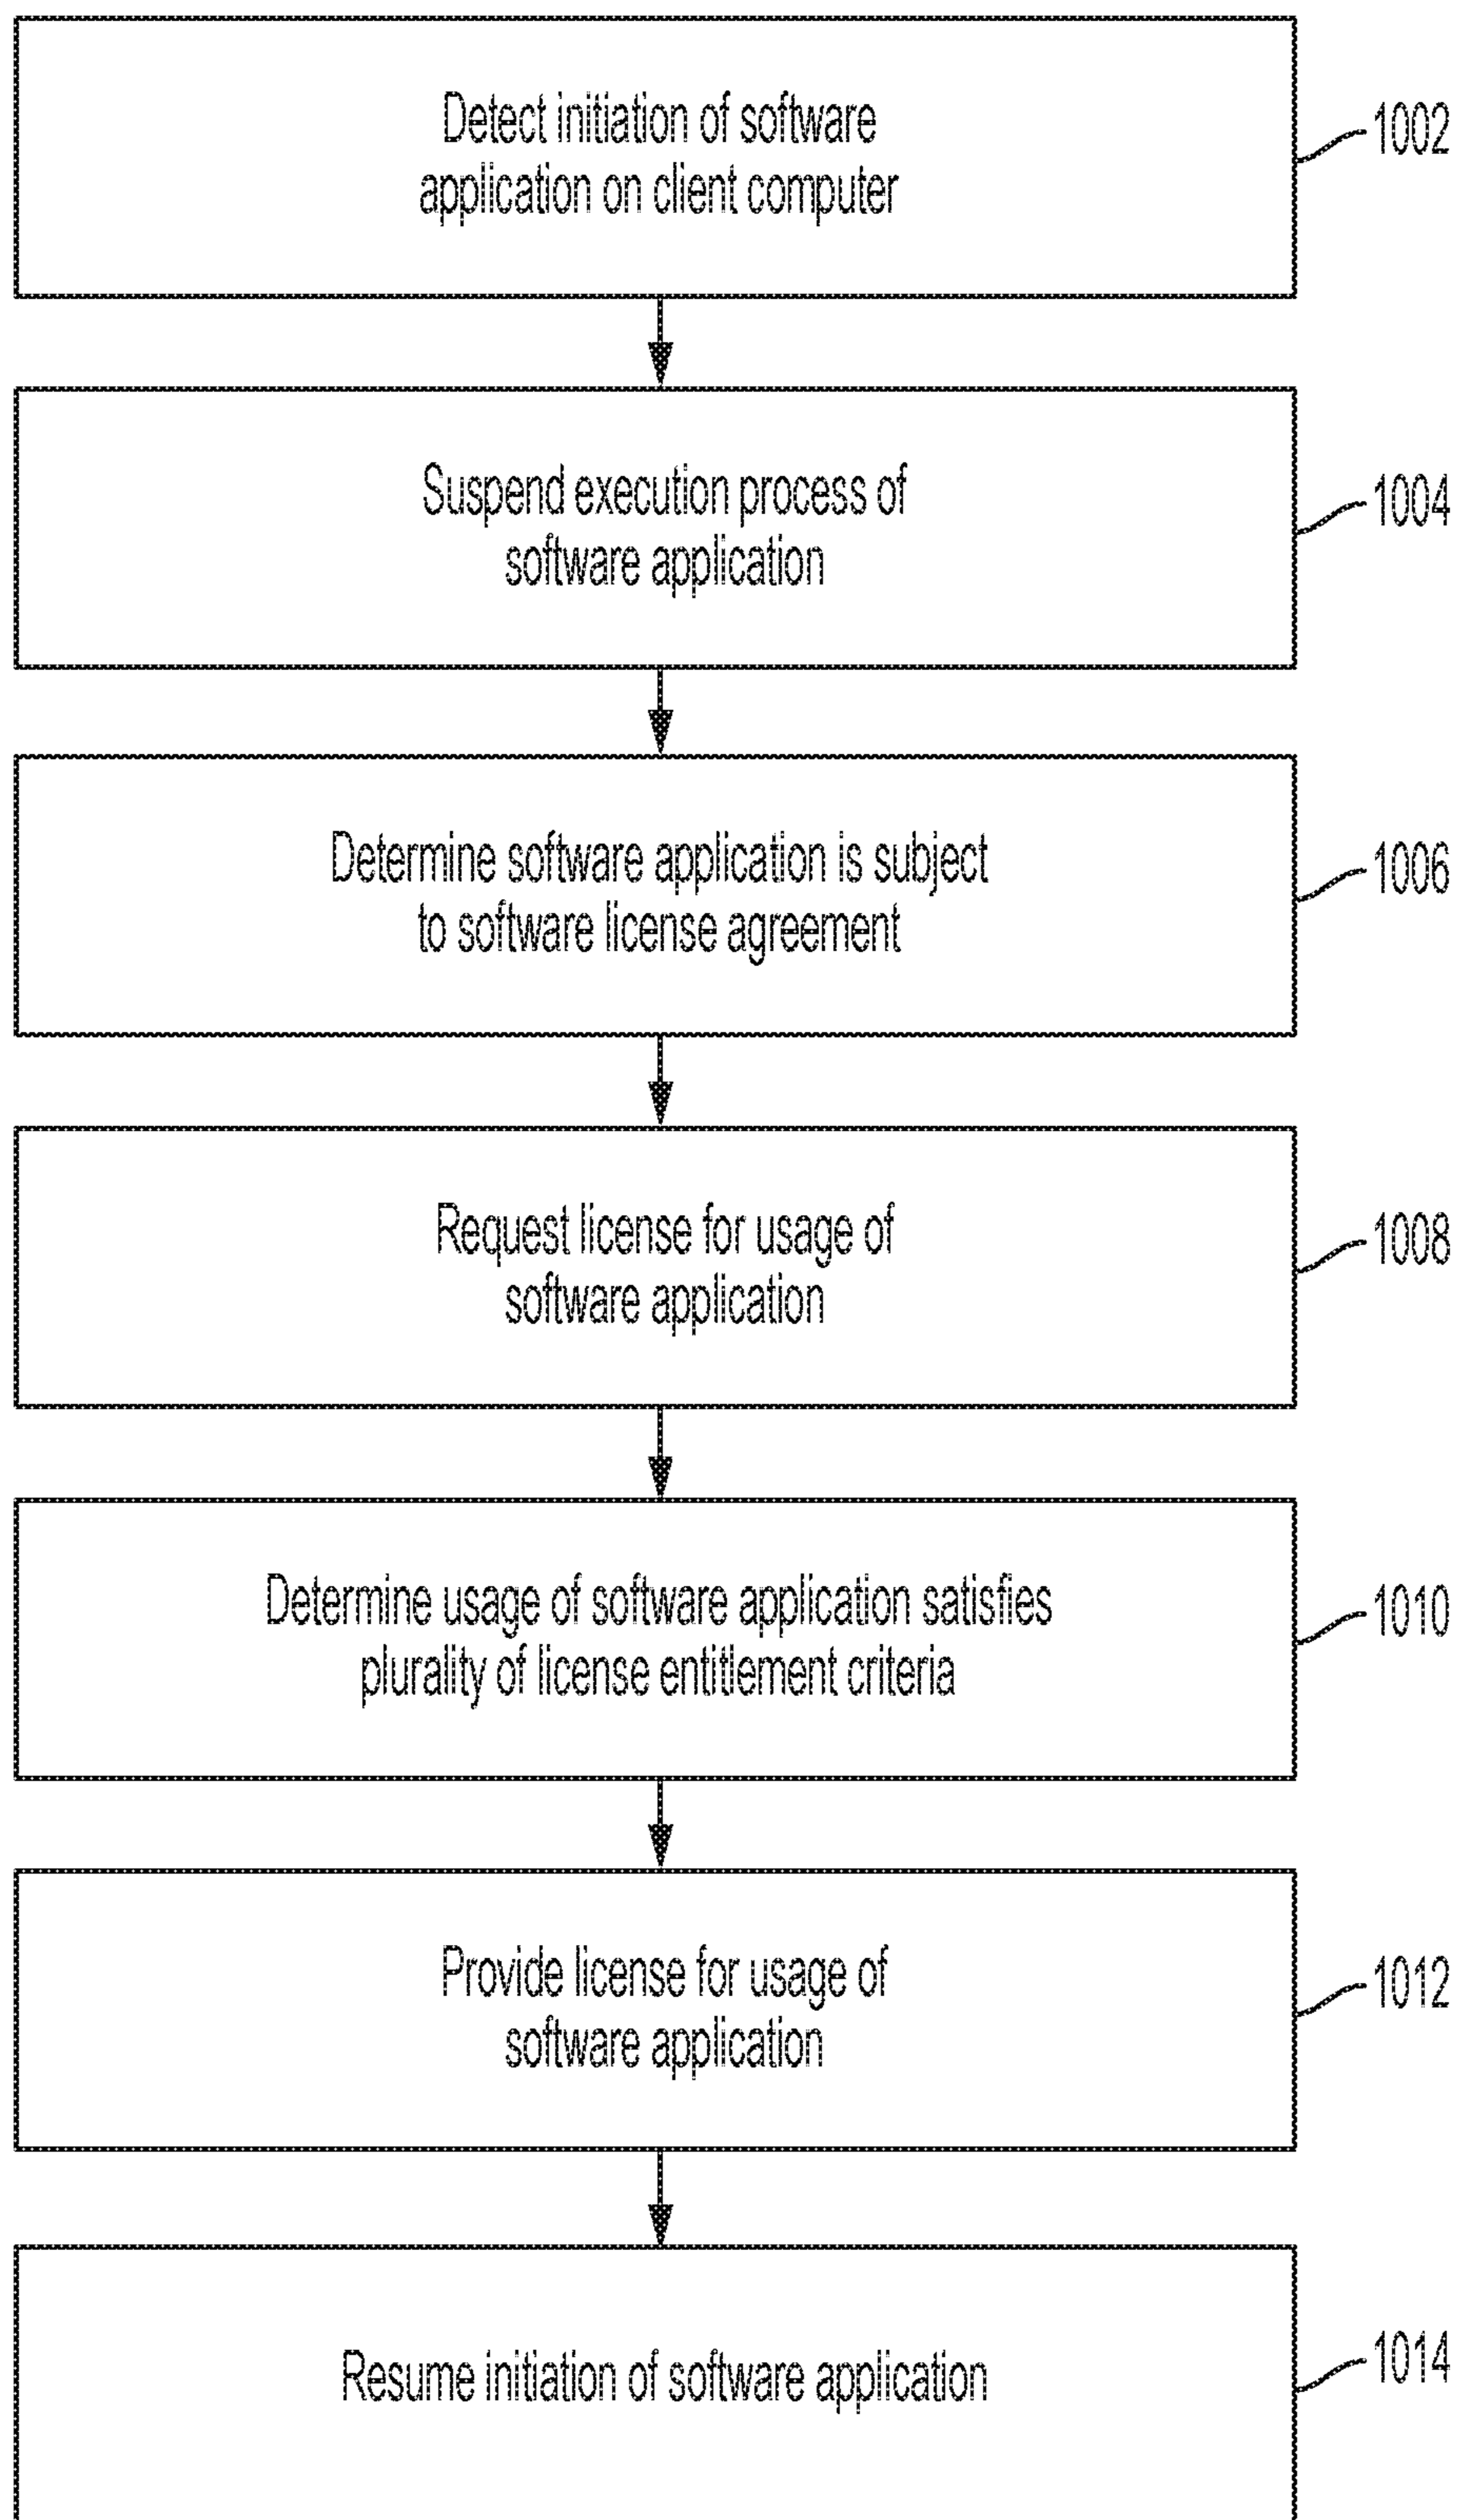 Detect initiation of software
application on client computer
1002
Suspend execution process of
software application
1004
Determine software application is subject
to software license agreement
1006
Request license for usage of
software application
1008
Determine usage of software application satisfies
plurality of license entitlement criteria
1010
Provide license for usage of
software application
1012
Resume initiation of software application
1014